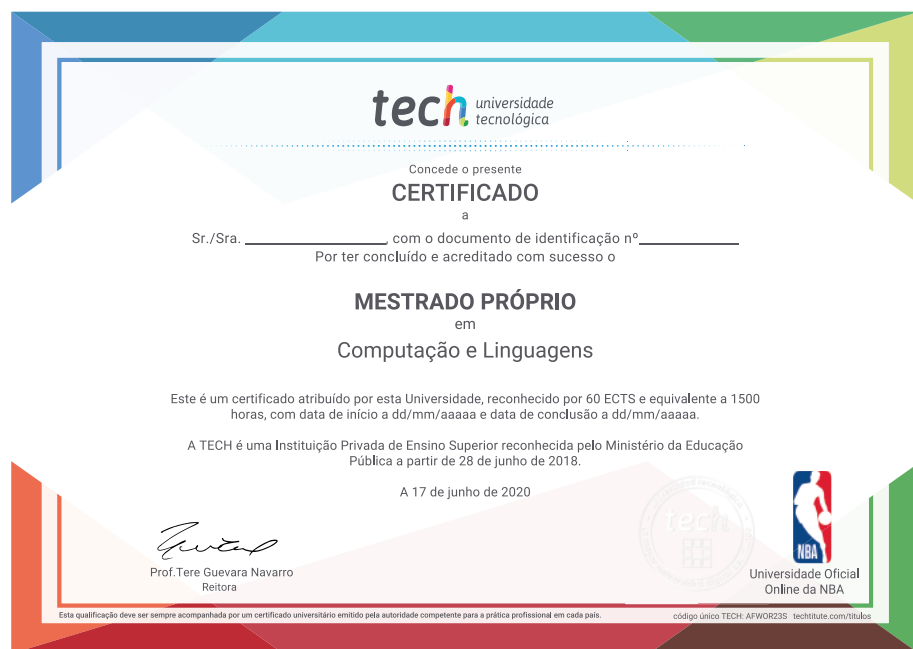 tech universidade
tecnológica
Concede o presente
CERTIFICADO
a
Sr./Sra. ________________, com o documento de identificação nº____________
Por ter concluído e acreditado com sucesso o
MESTRADO PRÓPRIO
em
Computação e Linguagens
Este é um certificado atribuído por esta Universidade, reconhecido por 60 ECTS e equivalente a 1500
horas, com data de início a dd/mm/aaaaa e data de conclusão a dd/mm/aaaaa.
A TECH é uma Instituição Privada de Ensino Superior reconhecida pelo Ministério da Educação
Pública a partir de 28 de junho de 2018.
A 17 de junho de 2020
tech
NBA
Prof.Tere Guevara Navarro
Reitora
Universidade Oficial
Online da NBA
Esta qualificação deve ser sempre acompanhada por um certificado universitário emitido pela autoridade competente para a prática profissional em cada país.
código único TECH: AFWOR23S techtitute.com/titulos